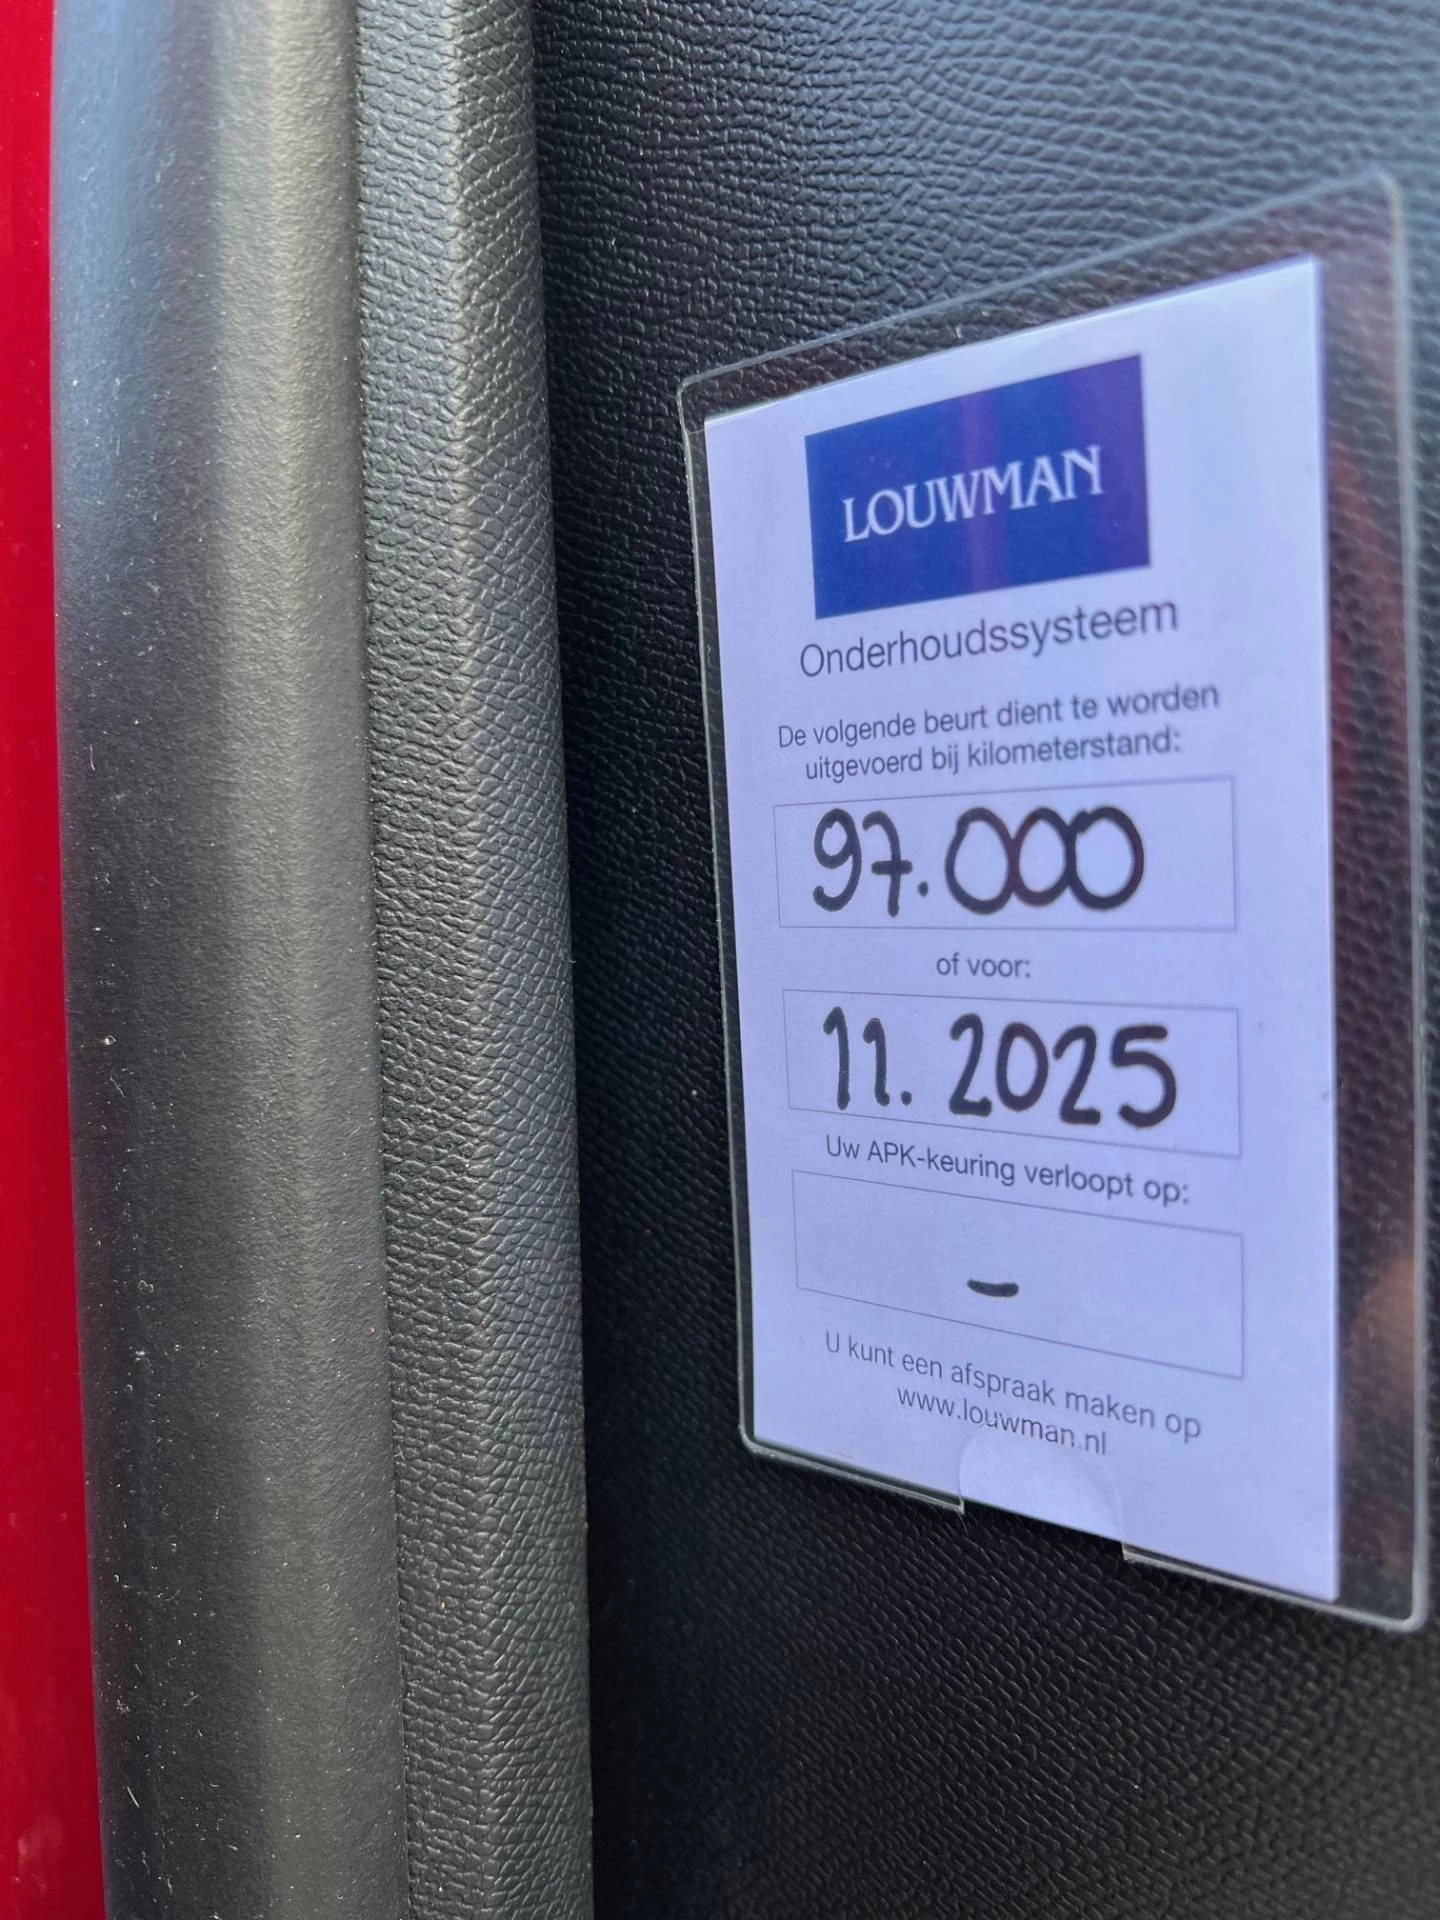 LOUWMAN
Onderhoudssysteem
De volgende beurt dient te worden
uitgevoerd bij kilometerstand:
97.000
of voor:
11. 2025
Uw APK-keuring verloopt op:
-
U kunt een afspraak maken op
www.louwman.nl